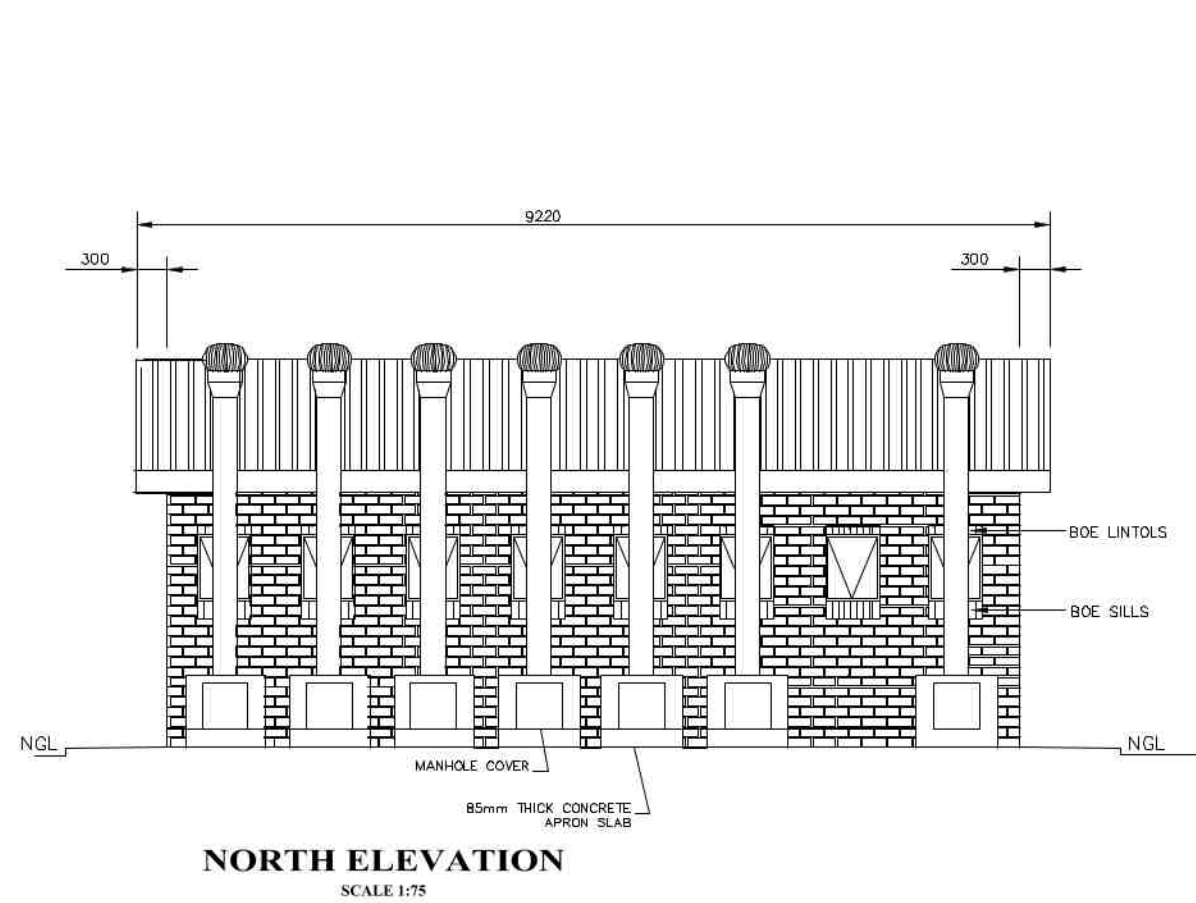 9220
300
300
BOE LINTOLS
BOE SILLS
NGL
NGL
MANHOLE COVER
85mm THICK CONCRETE
APRON SLAB
NORTH ELEVATION
SCALE 1:75